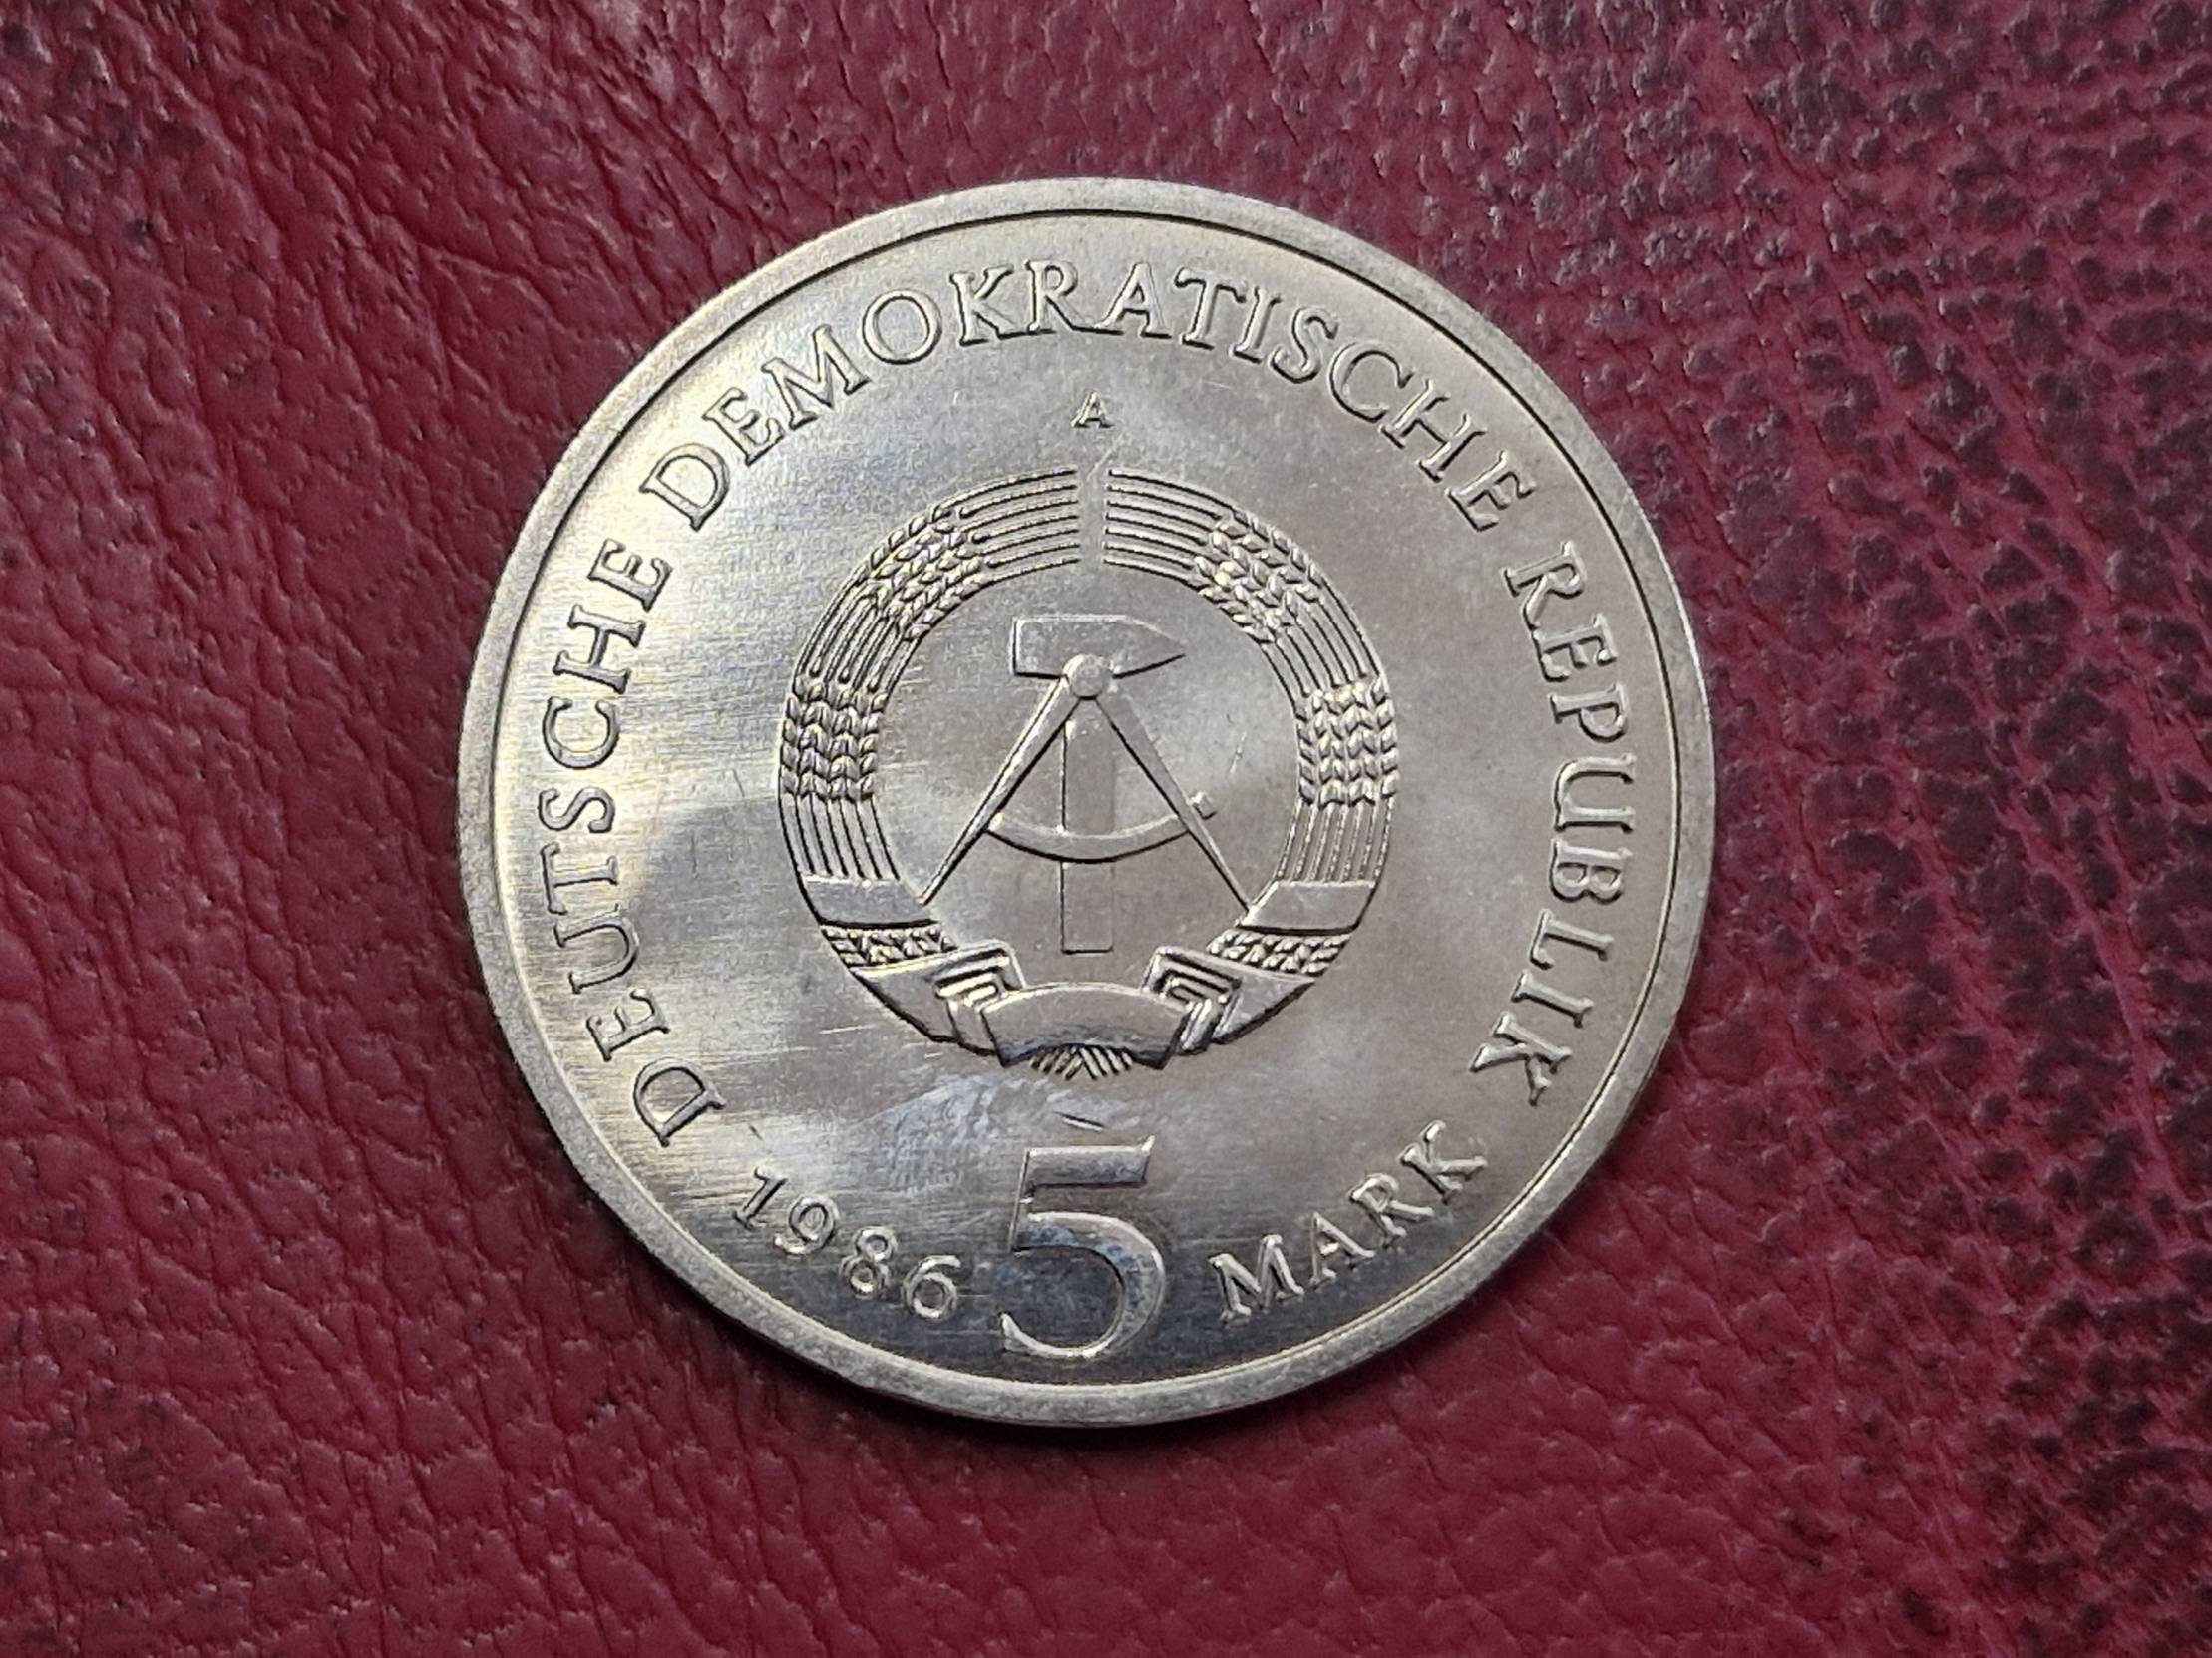 DEUTSCHE DEMOKRATISCHE REPUBLIK
A
1986 5 MARK